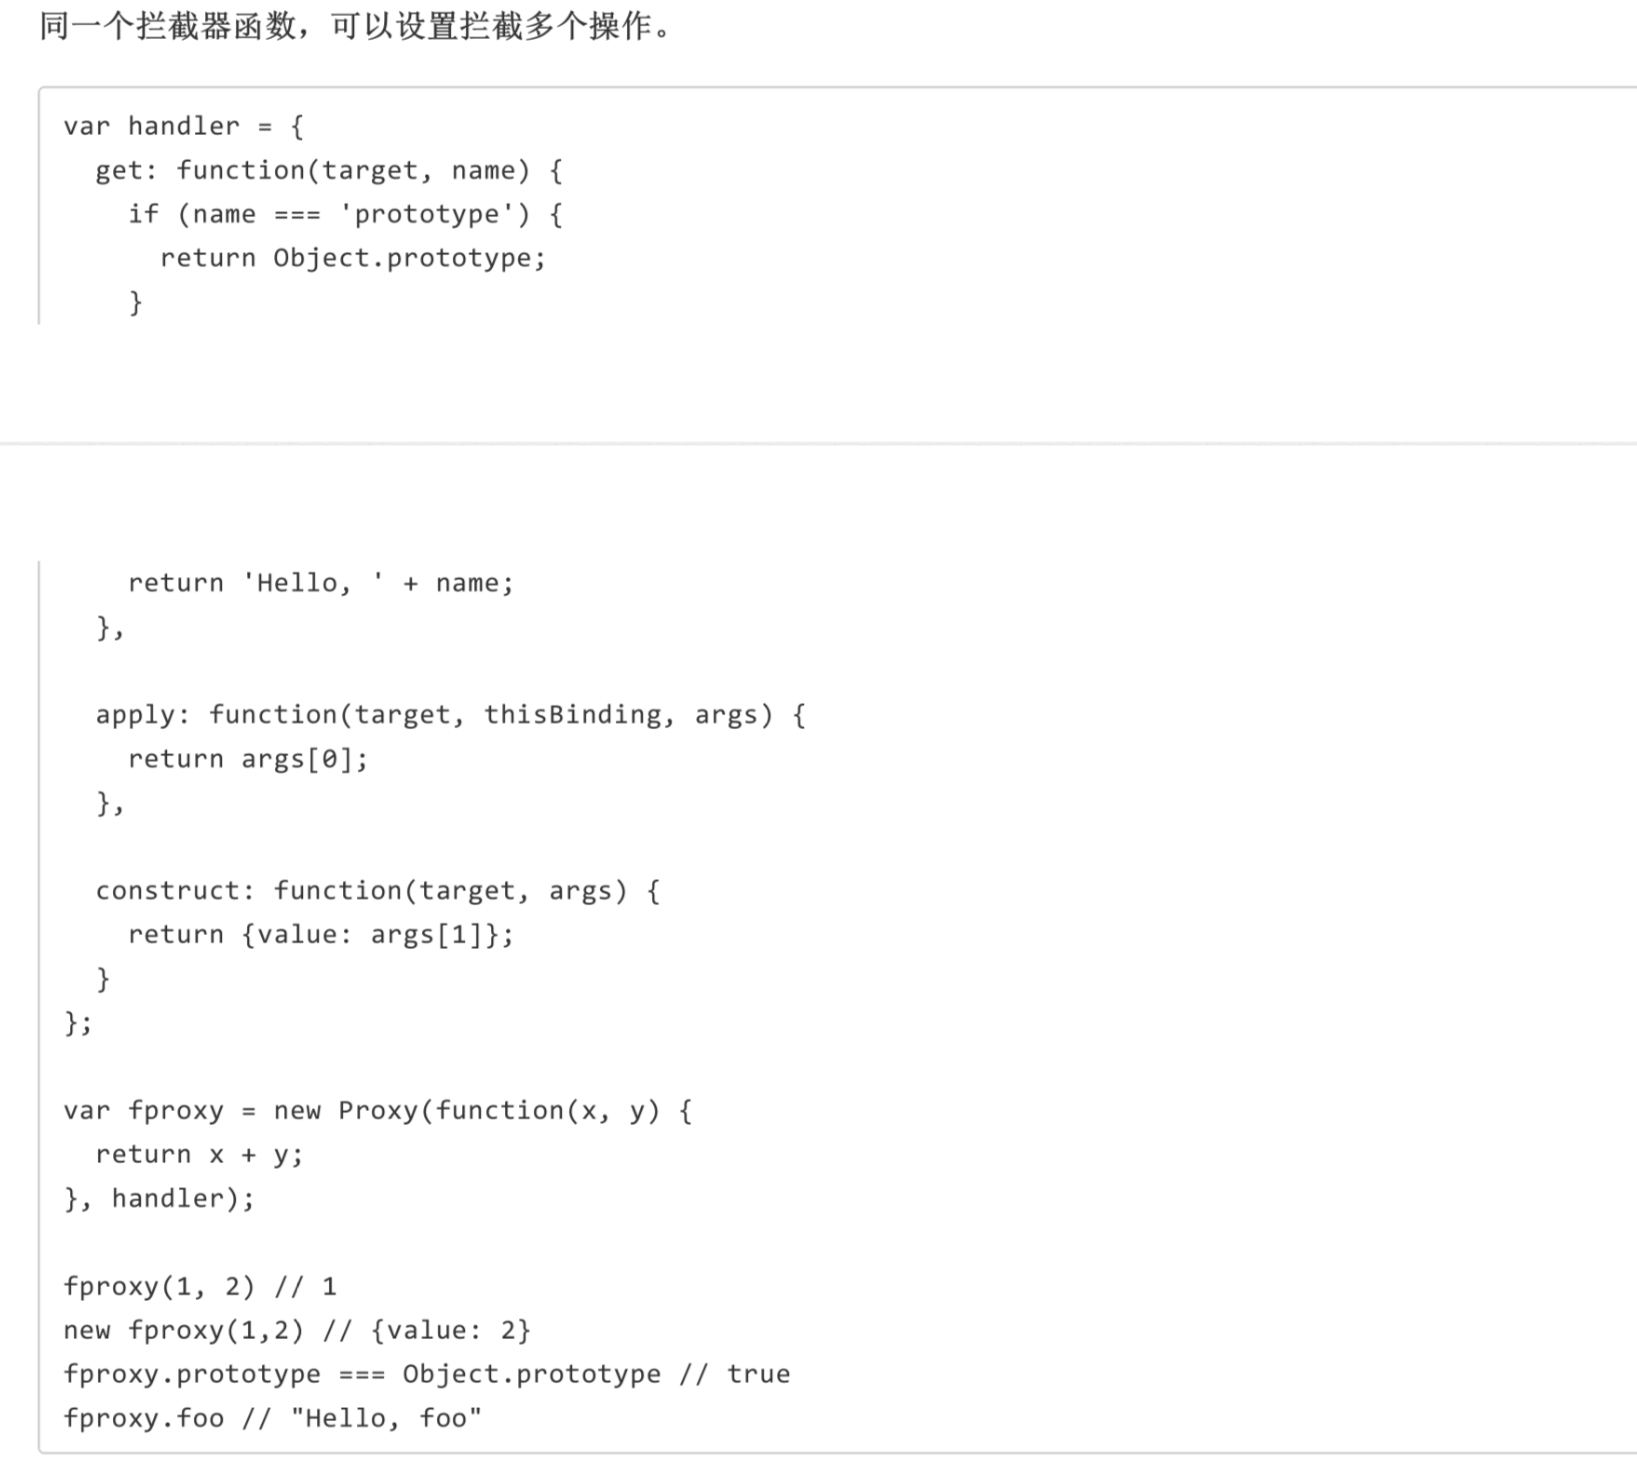 同一个拦截器函数，可以设置拦截多个操作。
var handler = {
  get: function(target, name) {
    if (name === 'prototype') {
      return Object.prototype;
    }
    return 'Hello, ' + name;
  },
  apply: function(target, thisBinding, args) {
    return args[0];
  },
  construct: function(target, args) {
    return {value: args[1]};
  }
};
var fproxy = new Proxy(function(x, y) {
  return x + y;
}, handler);
fproxy(1, 2) // 1
new fproxy(1,2) // {value: 2}
fproxy.prototype === Object.prototype // true
fproxy.foo // "Hello, foo"